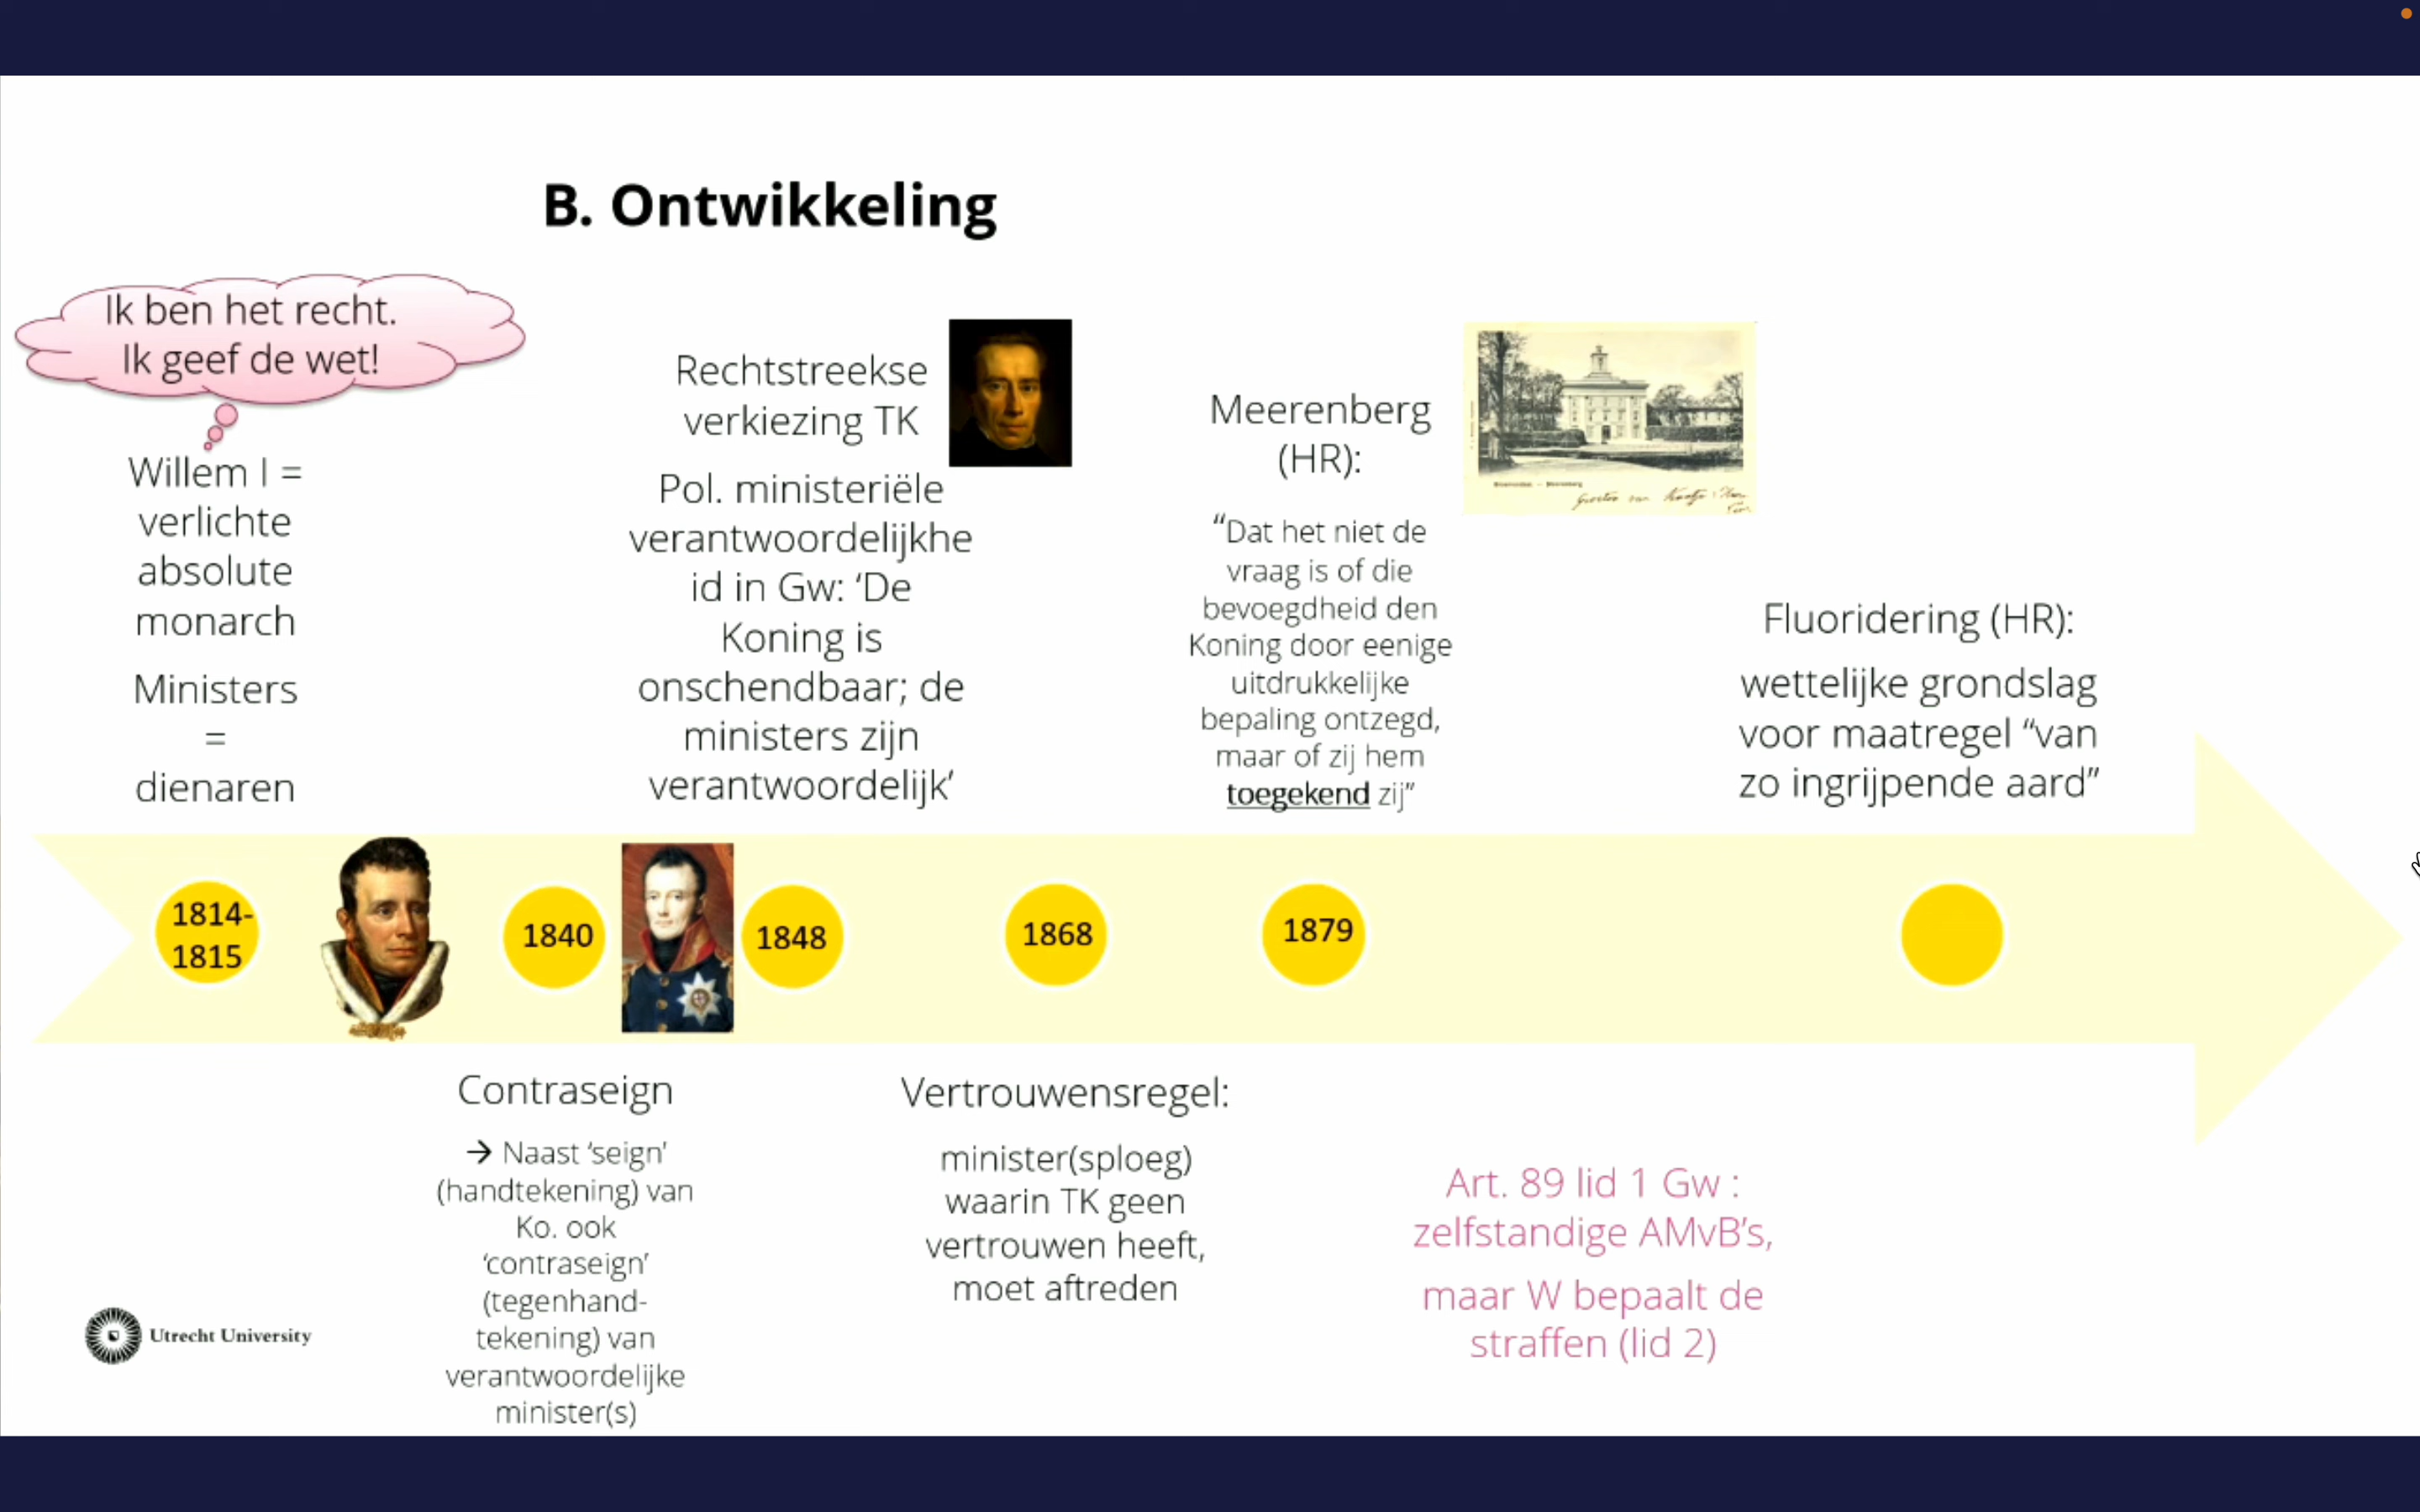 B. Ontwikkeling
Ik ben het recht.
Ik geef de wet!
Willem I =
verlichte
absolute
monarch
Ministers
=
dienaren
Rechtstreekse
verkiezing TK
Pol. ministeriële
verantwoordelijkhe
id in Gw: ‘De
Koning is
onschendbaar; de
ministers zijn
verantwoordelijk’
Meerenberg
(HR):
“Dat het niet de
vraag is of die
bevoegdheid den
Koning door eenige
uitdrukkelijke
bepaling ontzegd,
maar of zij hem
toegekend zij”
Fluoridering (HR):
wettelijke grondslag
voor maatregel “van
zo ingrijpende aard”
1814-
1815
1840
1848
1868
1879
Contraseign
→ Naast ‘seign’
(handtekening) van
Ko. ook
‘contraseign’
(tegenhand-
tekening) van
verantwoordelijke
minister(s)
Vertrouwensregel:
minister(sploeg)
waarin TK geen
vertrouwen heeft,
moet aftreden
Art. 89 lid 1 Gw :
zelfstandige AMvB’s,
maar W bepaalt de
straffen (lid 2)
Utrecht University